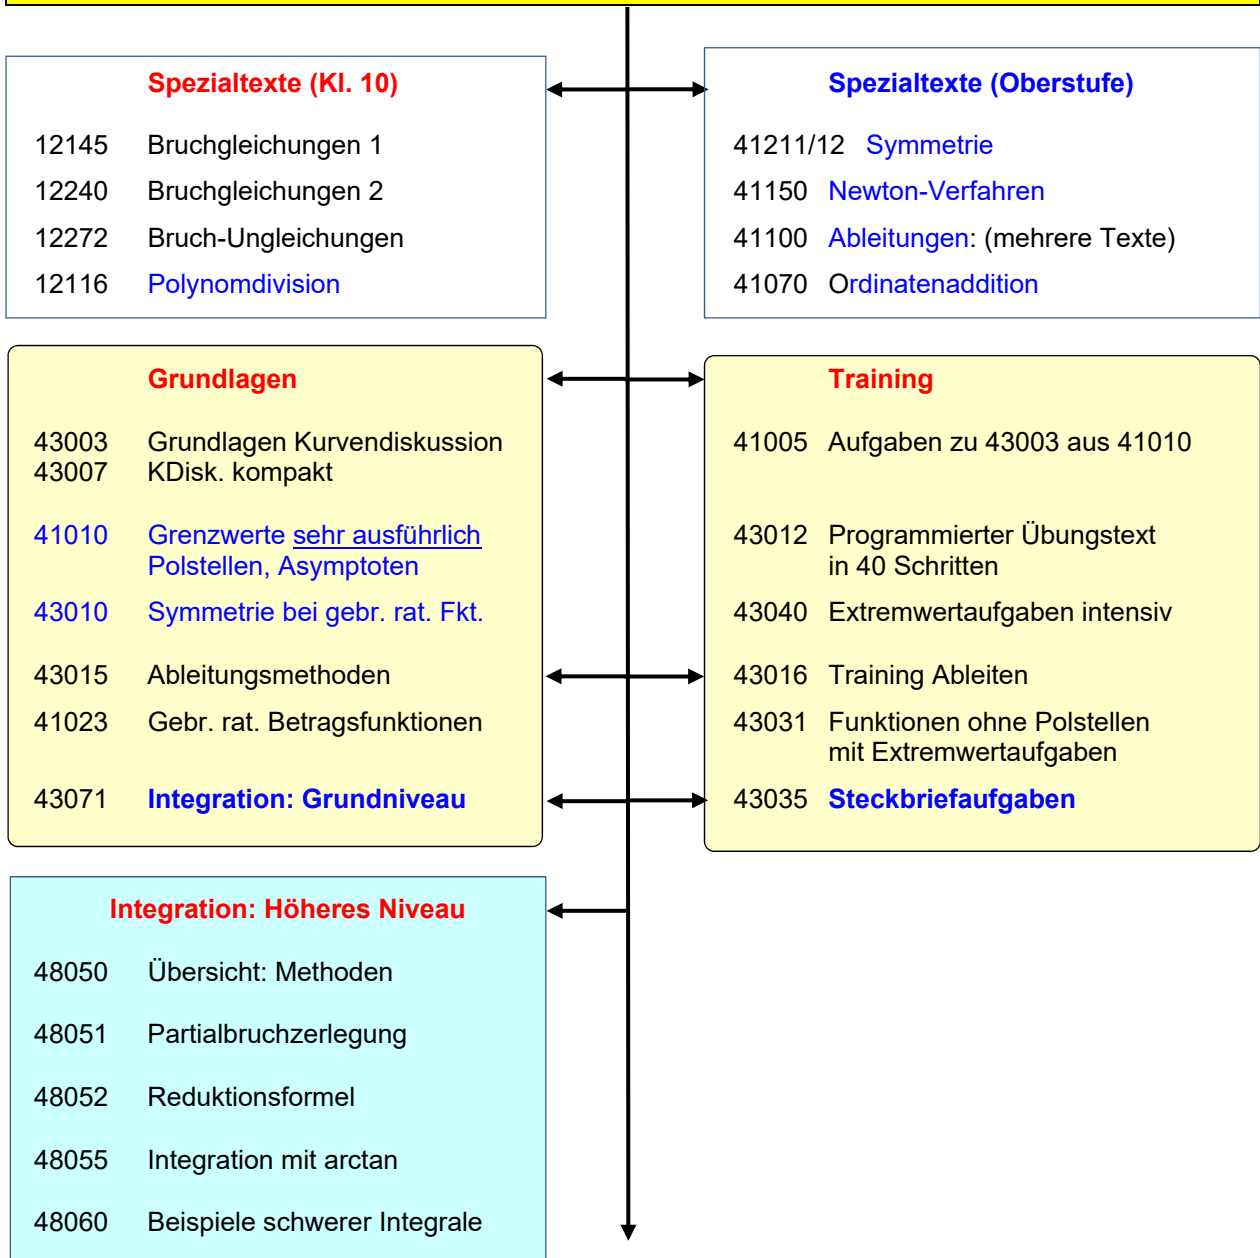 Spezialtexte (Kl. 10)
12145 Bruchgleichungen 1
12240 Bruchgleichungen 2
12272 Bruch-Ungleichungen
12116 Polynomdivision
Spezialtexte (Oberstufe)
41211/12 Symmetrie
41150 Newton-Verfahren
41100 Ableitungen: (mehrere Texte)
41070 Ordinatenaddition
Grundlagen
43003 Grundlagen Kurvendiskussion
43007 KDisk. kompakt
41010 Grenzwerte sehr ausführlich
Polstellen, Asymptoten
43010 Symmetrie bei gebr. rat. Fkt.
43015 Ableitungsmethoden
41023 Gebr. rat. Betragsfunktionen
43071 Integration: Grundniveau
Training
41005 Aufgaben zu 43003 aus 41010
43012 Programmierter Übungstext
in 40 Schritten
43040 Extremwertaufgaben intensiv
43016 Training Ableiten
43031 Funktionen ohne Polstellen
mit Extremwertaufgaben
43035 Steckbriefaufgaben
Integration: Höheres Niveau
48050 Übersicht: Methoden
48051 Partialbruchzerlegung
48052 Reduktionsformel
48055 Integration mit arctan
48060 Beispiele schwerer Integrale